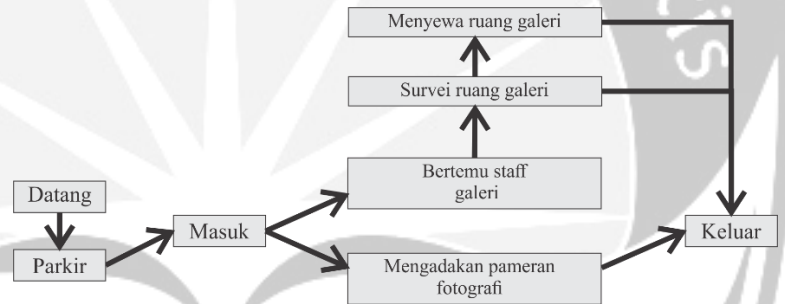 Menyewa ruang galeri
Survei ruang galeri
Bertemu staff
galeri
Datang
Masuk
Keluar
Parkir
Mengadakan pameran
fotografi